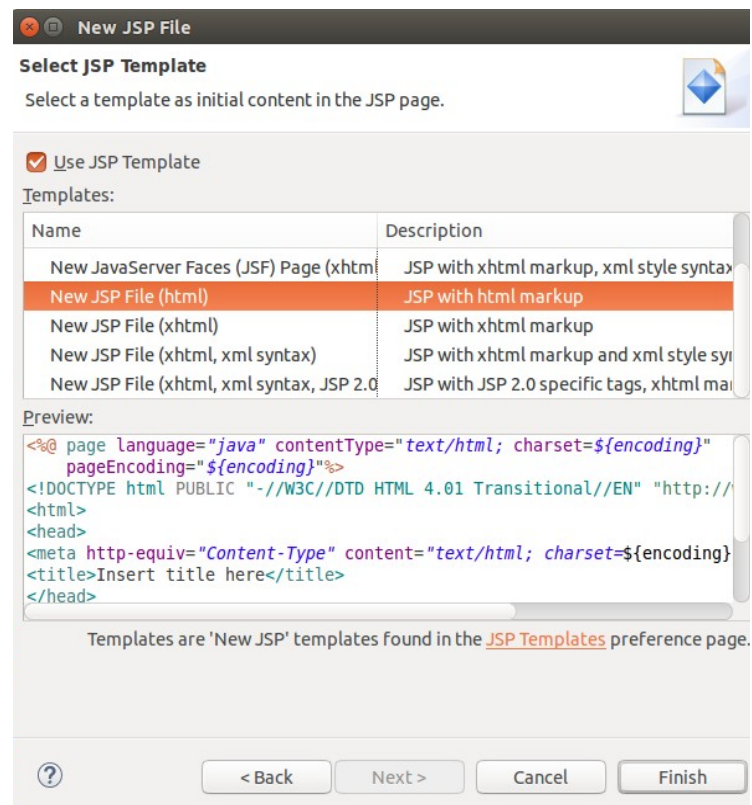 New JSP File
Select JSP Template
Select a template as initial content in the JSP page.
Use JSP Template
Templates:
Name Description
New JavaServer Faces (JSF) Page (xhtml JSP with xhtml markup, xml style syntax
New JSP File (html) JSP with html markup
New JSP File (xhtml) JSP with xhtml markup
New JSP File (xhtml, xml syntax) JSP with xhtml markup and xml style
New JSP File (xhtml, xml syntax, JSP 2.0 JSP with JSP 2.0 specific tags, xhtml
Preview:
<%@ page language="java" contentType="text/html; charset=${encoding}"
pageEncoding="${encoding}"%>
<!DOCTYPE html PUBLIC "-//W3C//DTD HTML 4.01 Transitional//EN" "http://
<html>
<head>
<meta http-equiv="Content-Type" content="text/html; charset=${encoding}
<title>Insert title here</title>
</head>
Templates are 'New JSP' templates found in the JSP Templates preference page.
? < Back Next > Cancel Finish